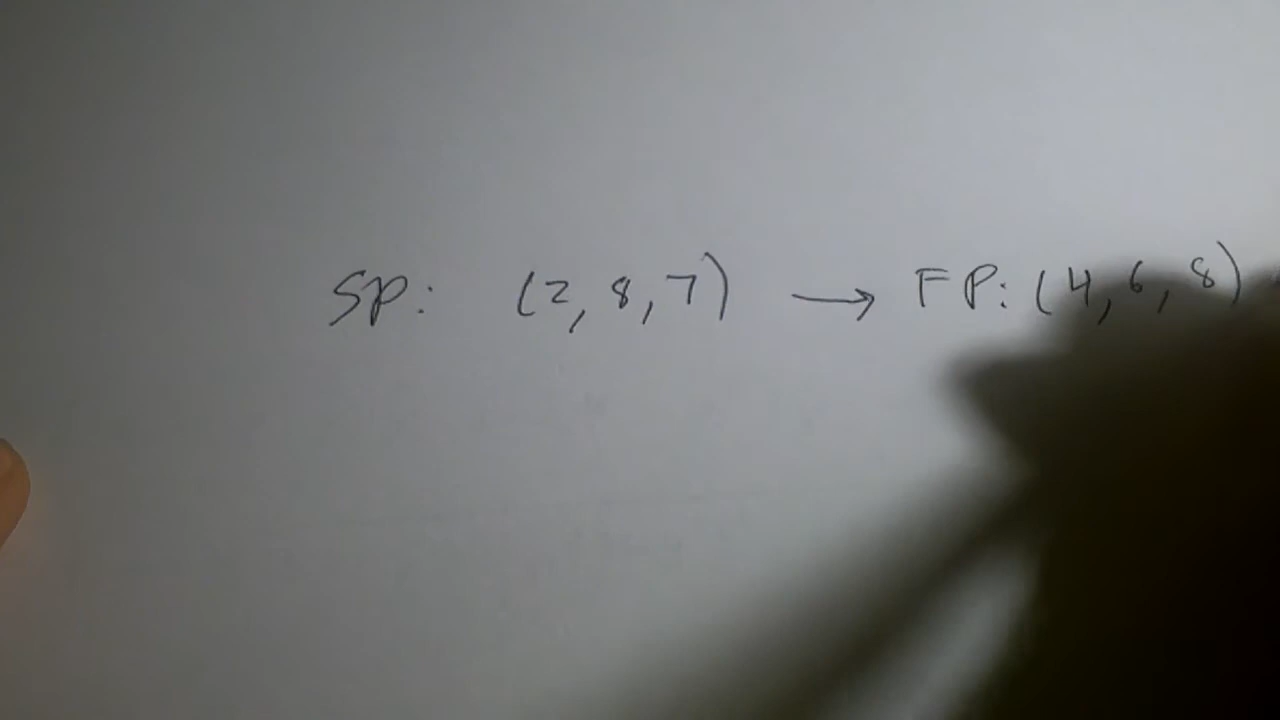 SP: (2, 8, 7) → FP: (4, 6, 8)